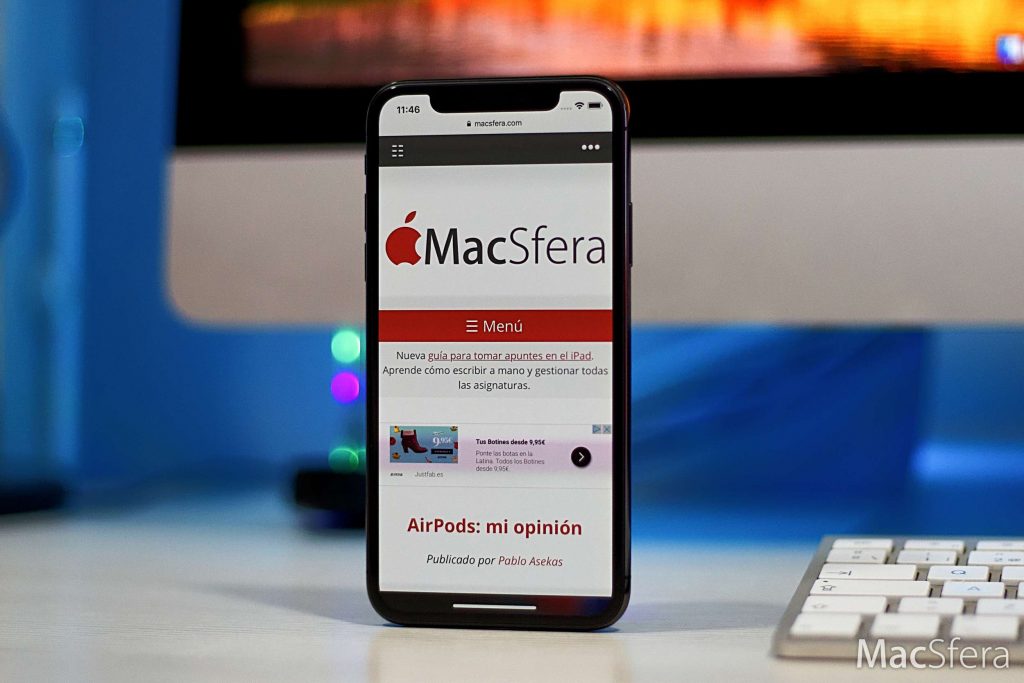 11:46
macsfera.com
MacSfera
☰ Menú
Nueva guía para tomar apuntes en el iPad.
Aprende cómo escribir a mano y gestionar todas
las asignaturas.
9,95€
Tus Botines desde 9,95€
Ponte las botas en la
Latina. Todos los Botines
desde 9,95€
Justfab.es
AirPods: mi opinión
Publicado por Pablo Asekas
Q
A
MacSfera